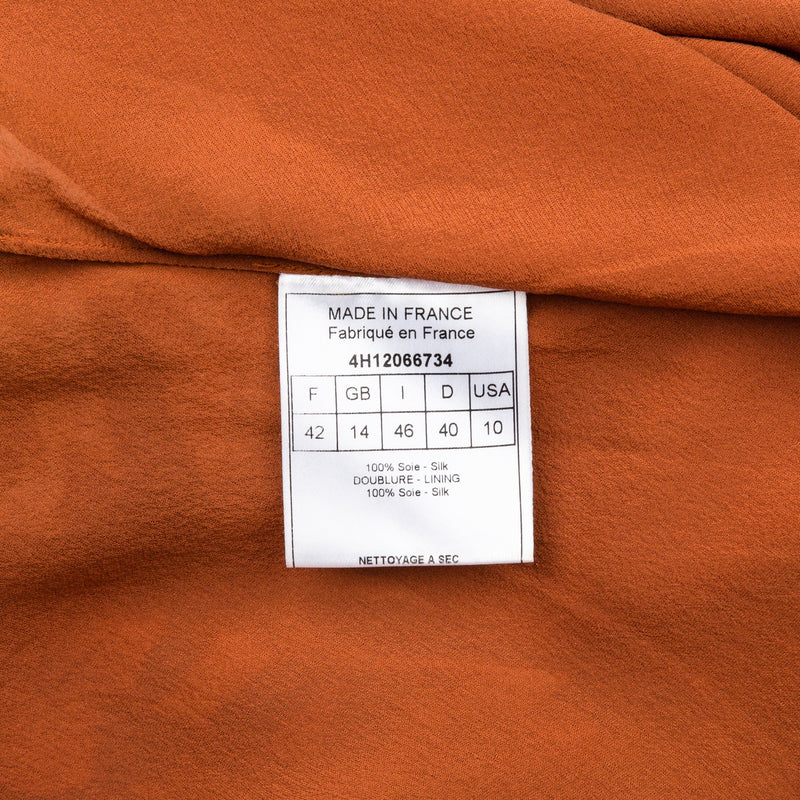 MADE IN FRANCE
Fabriqué en France
4H12066734
F GB I D USA
42 14 46 40 10
100% Soie - Silk
DOUBLURE - LINING
100% Soie - Silk
NETTOYAGE A SEC